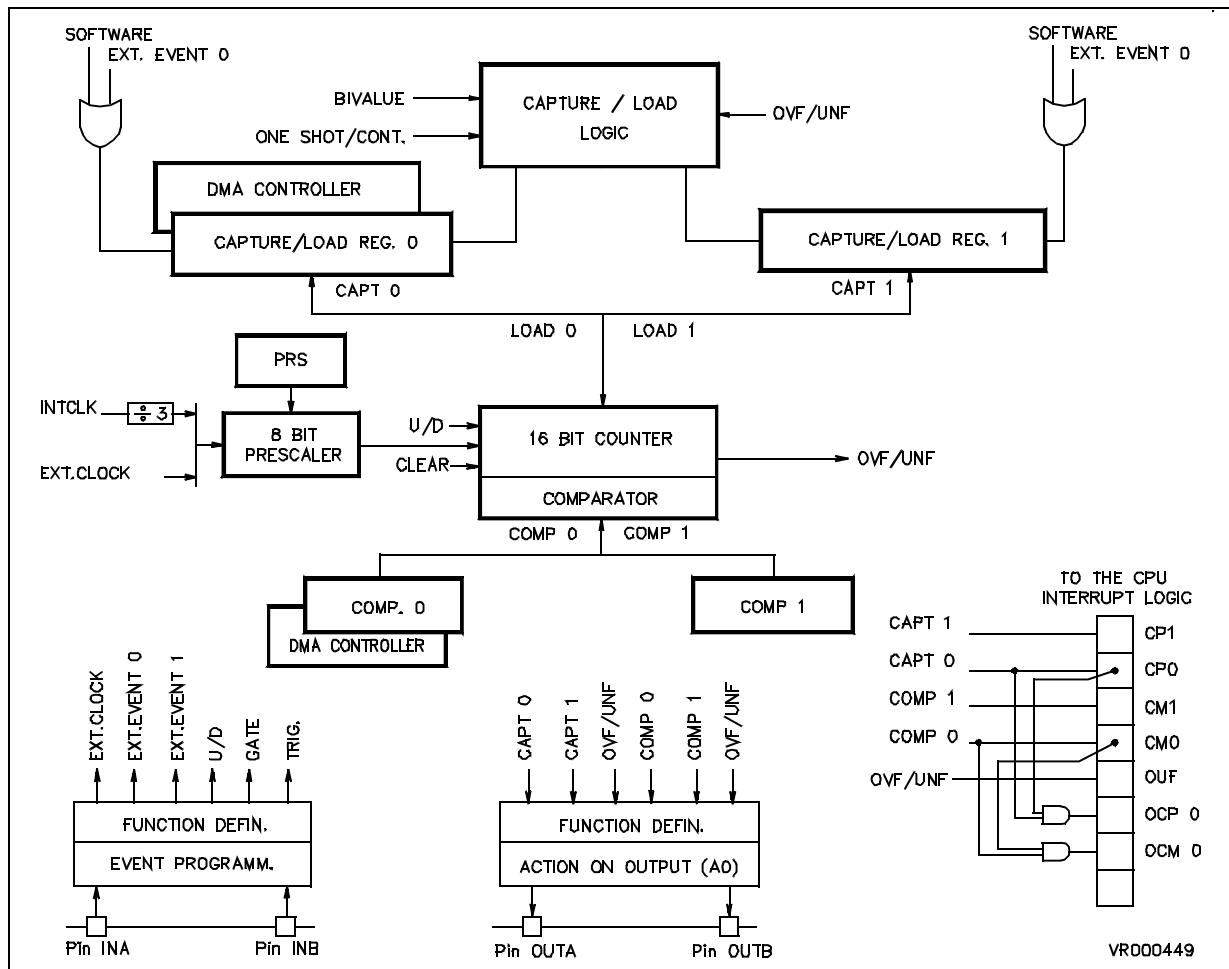 SOFTWARE
EXT. EVENT 0
SOFTWARE
EXT. EVENT 0
BIVALUE
ONE SHOT/CONT.
CAPTURE / LOAD
LOGIC
OVF/UNF
DMA CONTROLLER
CAPTURE/LOAD REG. 0
CAPTURE/LOAD REG. 1
CAPT 0
CAPT 1
LOAD 0
LOAD 1
PRS
INTCLK
÷ 3
EXT.CLOCK
8 BIT
PRESCALER
U/D
CLEAR
16 BIT COUNTER
COMPARATOR
OVF/UNF
COMP 0
COMP 1
COMP. 0
DMA CONTROLLER
COMP 1
TO THE CPU
INTERRUPT LOGIC
CAPT 1
CP1
CAPT 0
CP0
COMP 1
CM1
COMP 0
CM0
OVF/UNF
OUF
OCP 0
OCM 0
EXT.CLOCK
EXT.EVENT 0
EXT.EVENT 1
U/D
GATE
TRIG.
FUNCTION DEFIN.
EVENT PROGRAMM.
Pin INA
Pin INB
CAPT 0
CAPT 1
OVF/UNF
COMP 0
COMP 1
OVF/UNF
FUNCTION DEFIN.
ACTION ON OUTPUT (AO)
Pin OUTA
Pin OUTB
VR000449